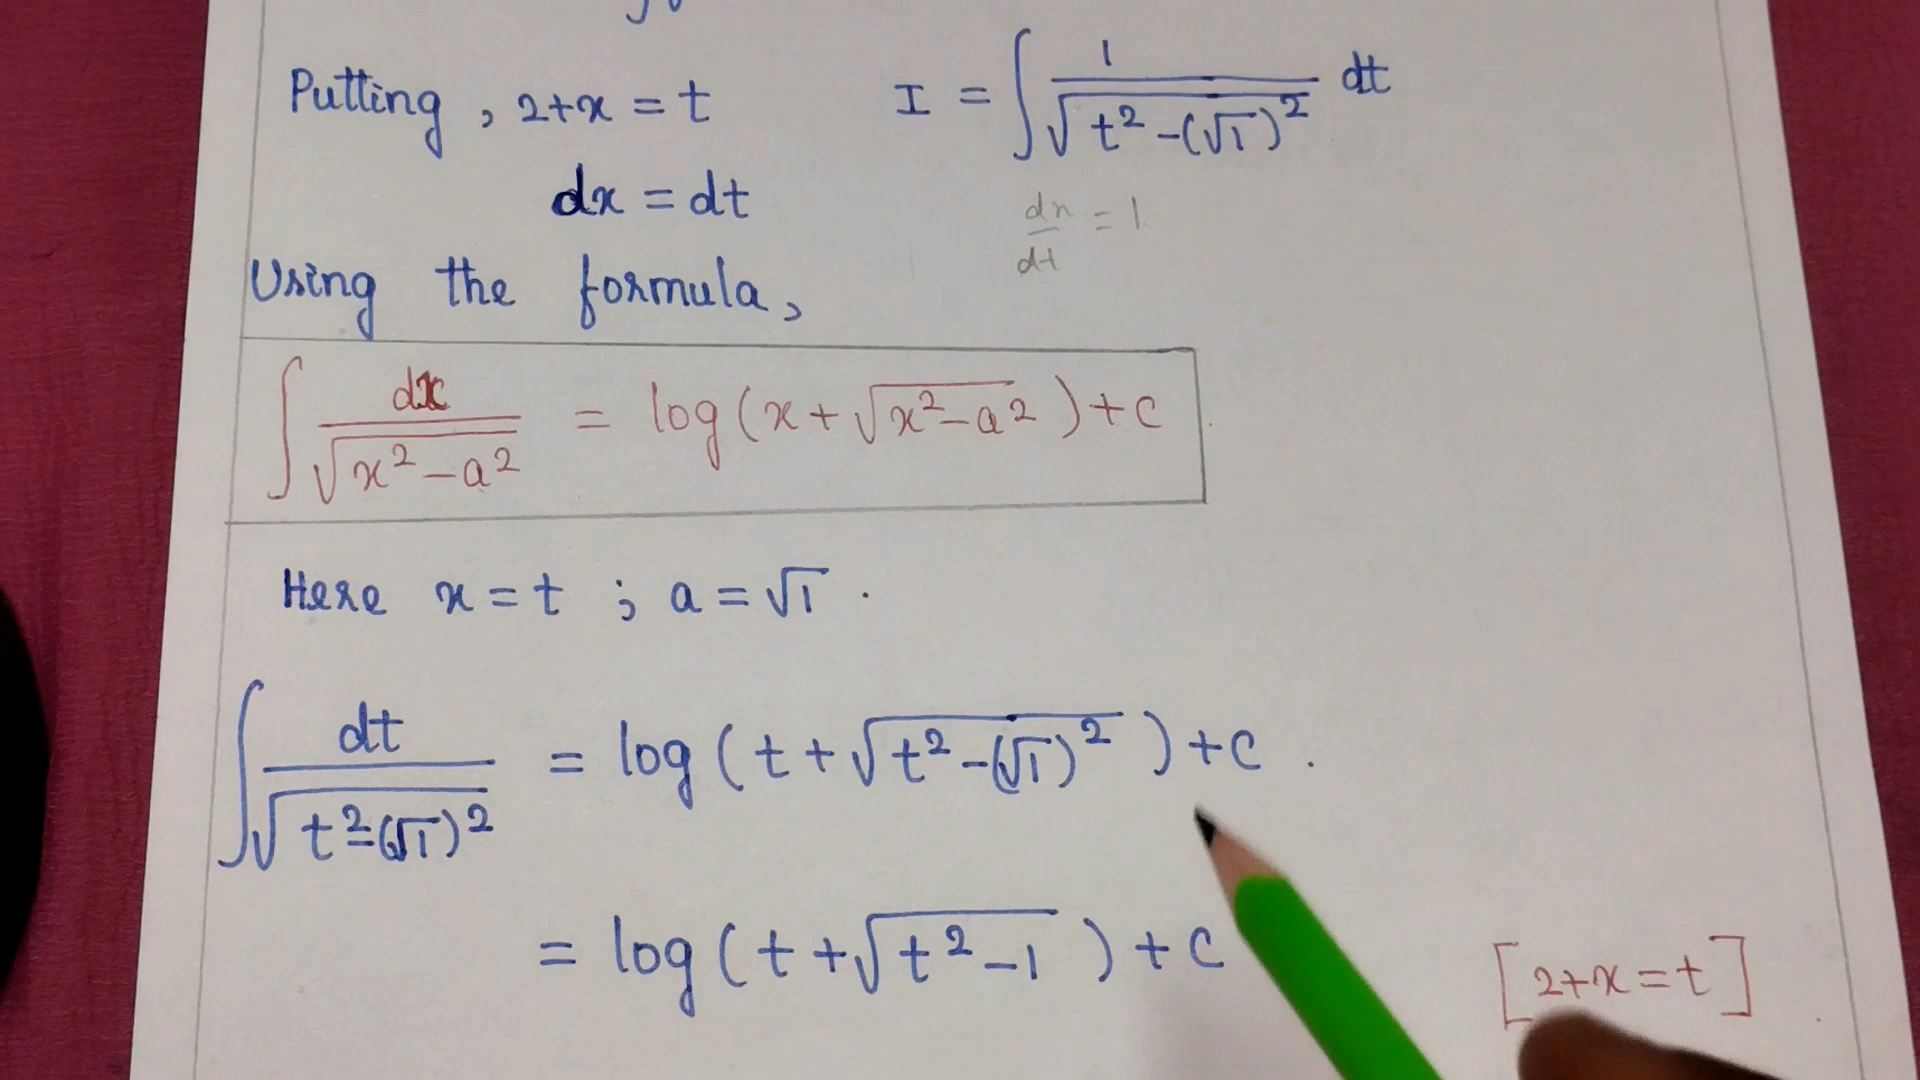 Putting, 2+x = t I = ∫ 1/√(t² -(√1)²) dt
dx = dt
dx/dt = 1
Using the formula,
∫ dx/√(x²-a²) = log(x+√(x²-a²))+c
Here x = t ; a = √1 .
∫ dt/√(t²-(√1)²) = log(t+√(t²-(√1)²))+c .
= log(t+√(t²-1))+c [2+x=t]